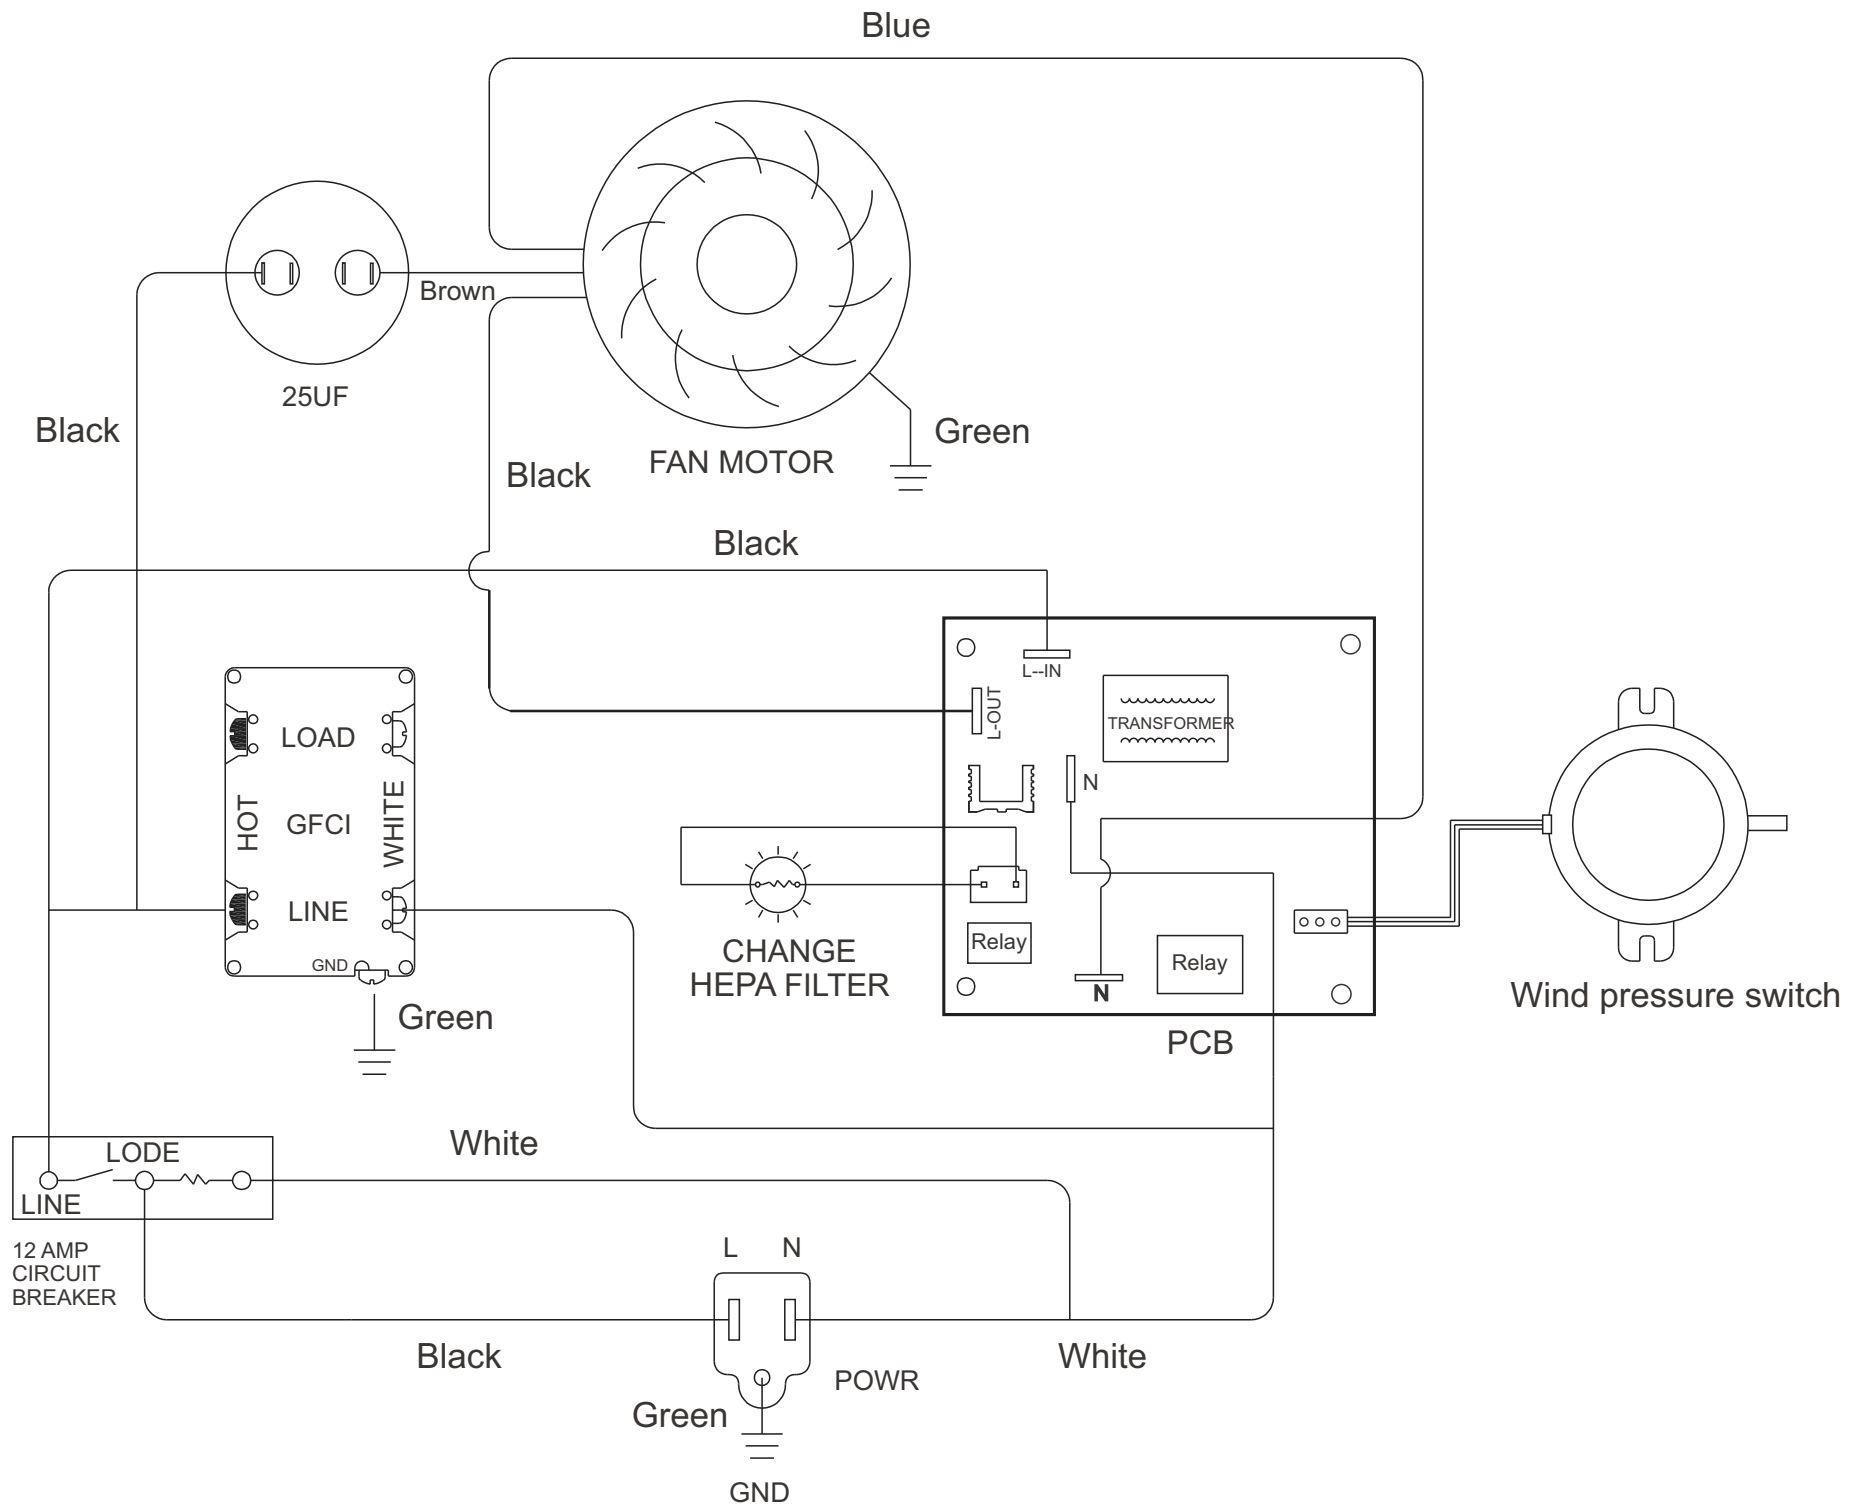 Blue
Brown
25UF
Black
FAN MOTOR
Green
Black
Black
L--IN
L-OUT
TRANSFORMER
N
LOAD
HOT
GFCI
WHITE
LINE
GND
Green
CHANGE
HEPA FILTER
Relay
Relay
N
PCB
Wind pressure switch
White
LODE
LINE
12 AMP
CIRCUIT
BREAKER
L N
Black
White
POWR
Green
GND